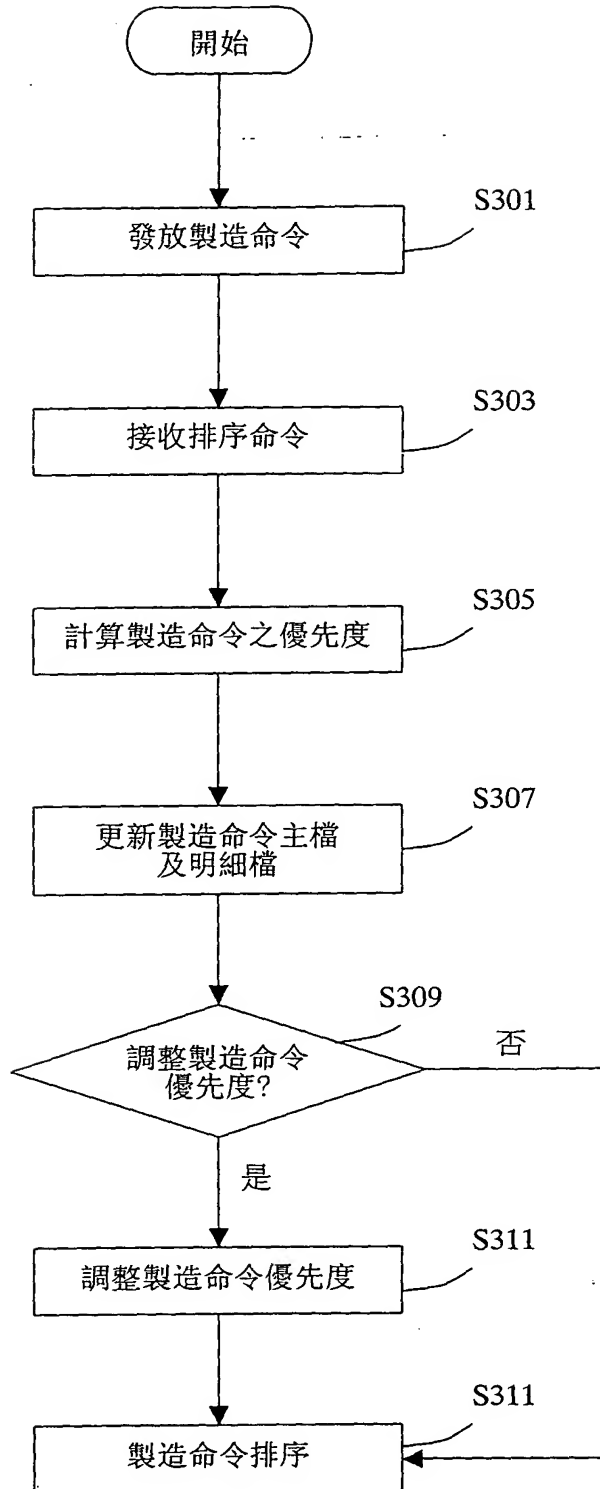 開始
S301
發放製造命令
S303
接收排序命令
S305
計算製造命令之優先度
S307
更新製造命令主檔
及明細檔
S309
調整製造命令
優先度?
否
是
S311
調整製造命令優先度
S311
製造命令排序